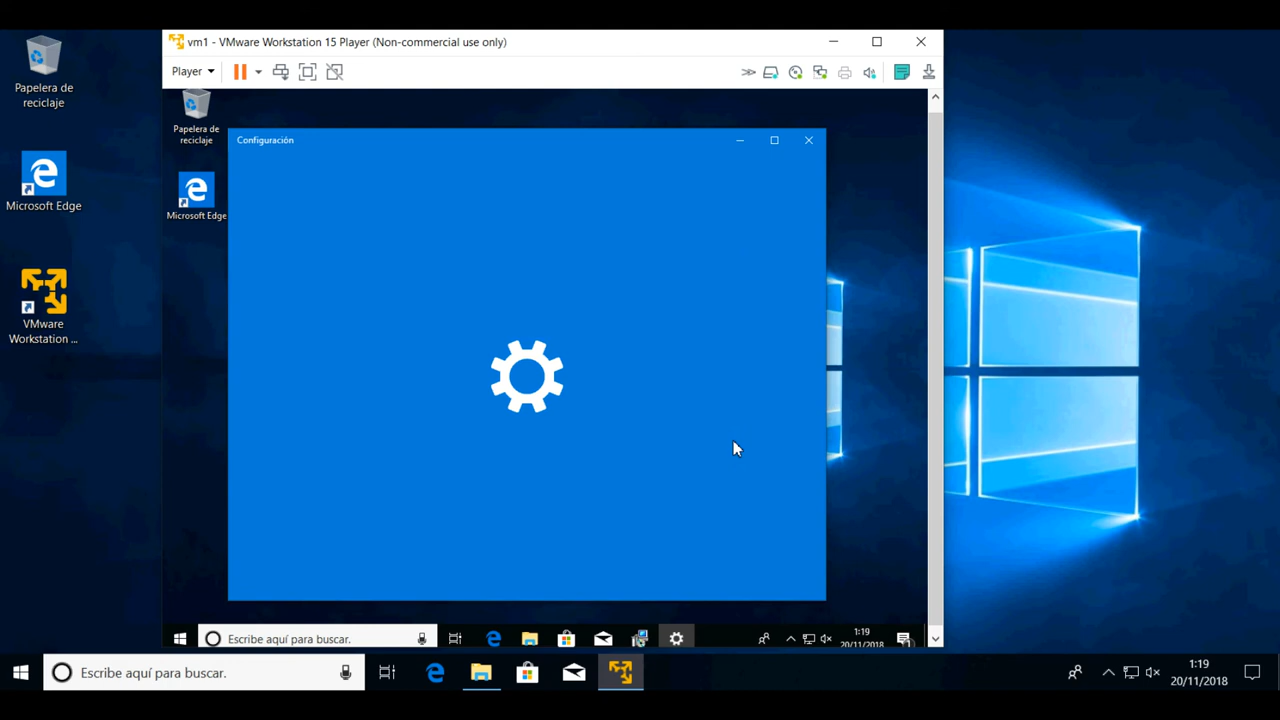 Papelera de
reciclaje
Microsoft Edge
VMware
Workstation ...
vm1 - VMware Workstation 15 Player (Non-commercial use only)
Player
Papelera de
reciclaje
Microsoft Edge
Configuración
Escribe aquí para buscar.
1:19
20/11/2018
Escribe aquí para buscar.
1:19
20/11/2018